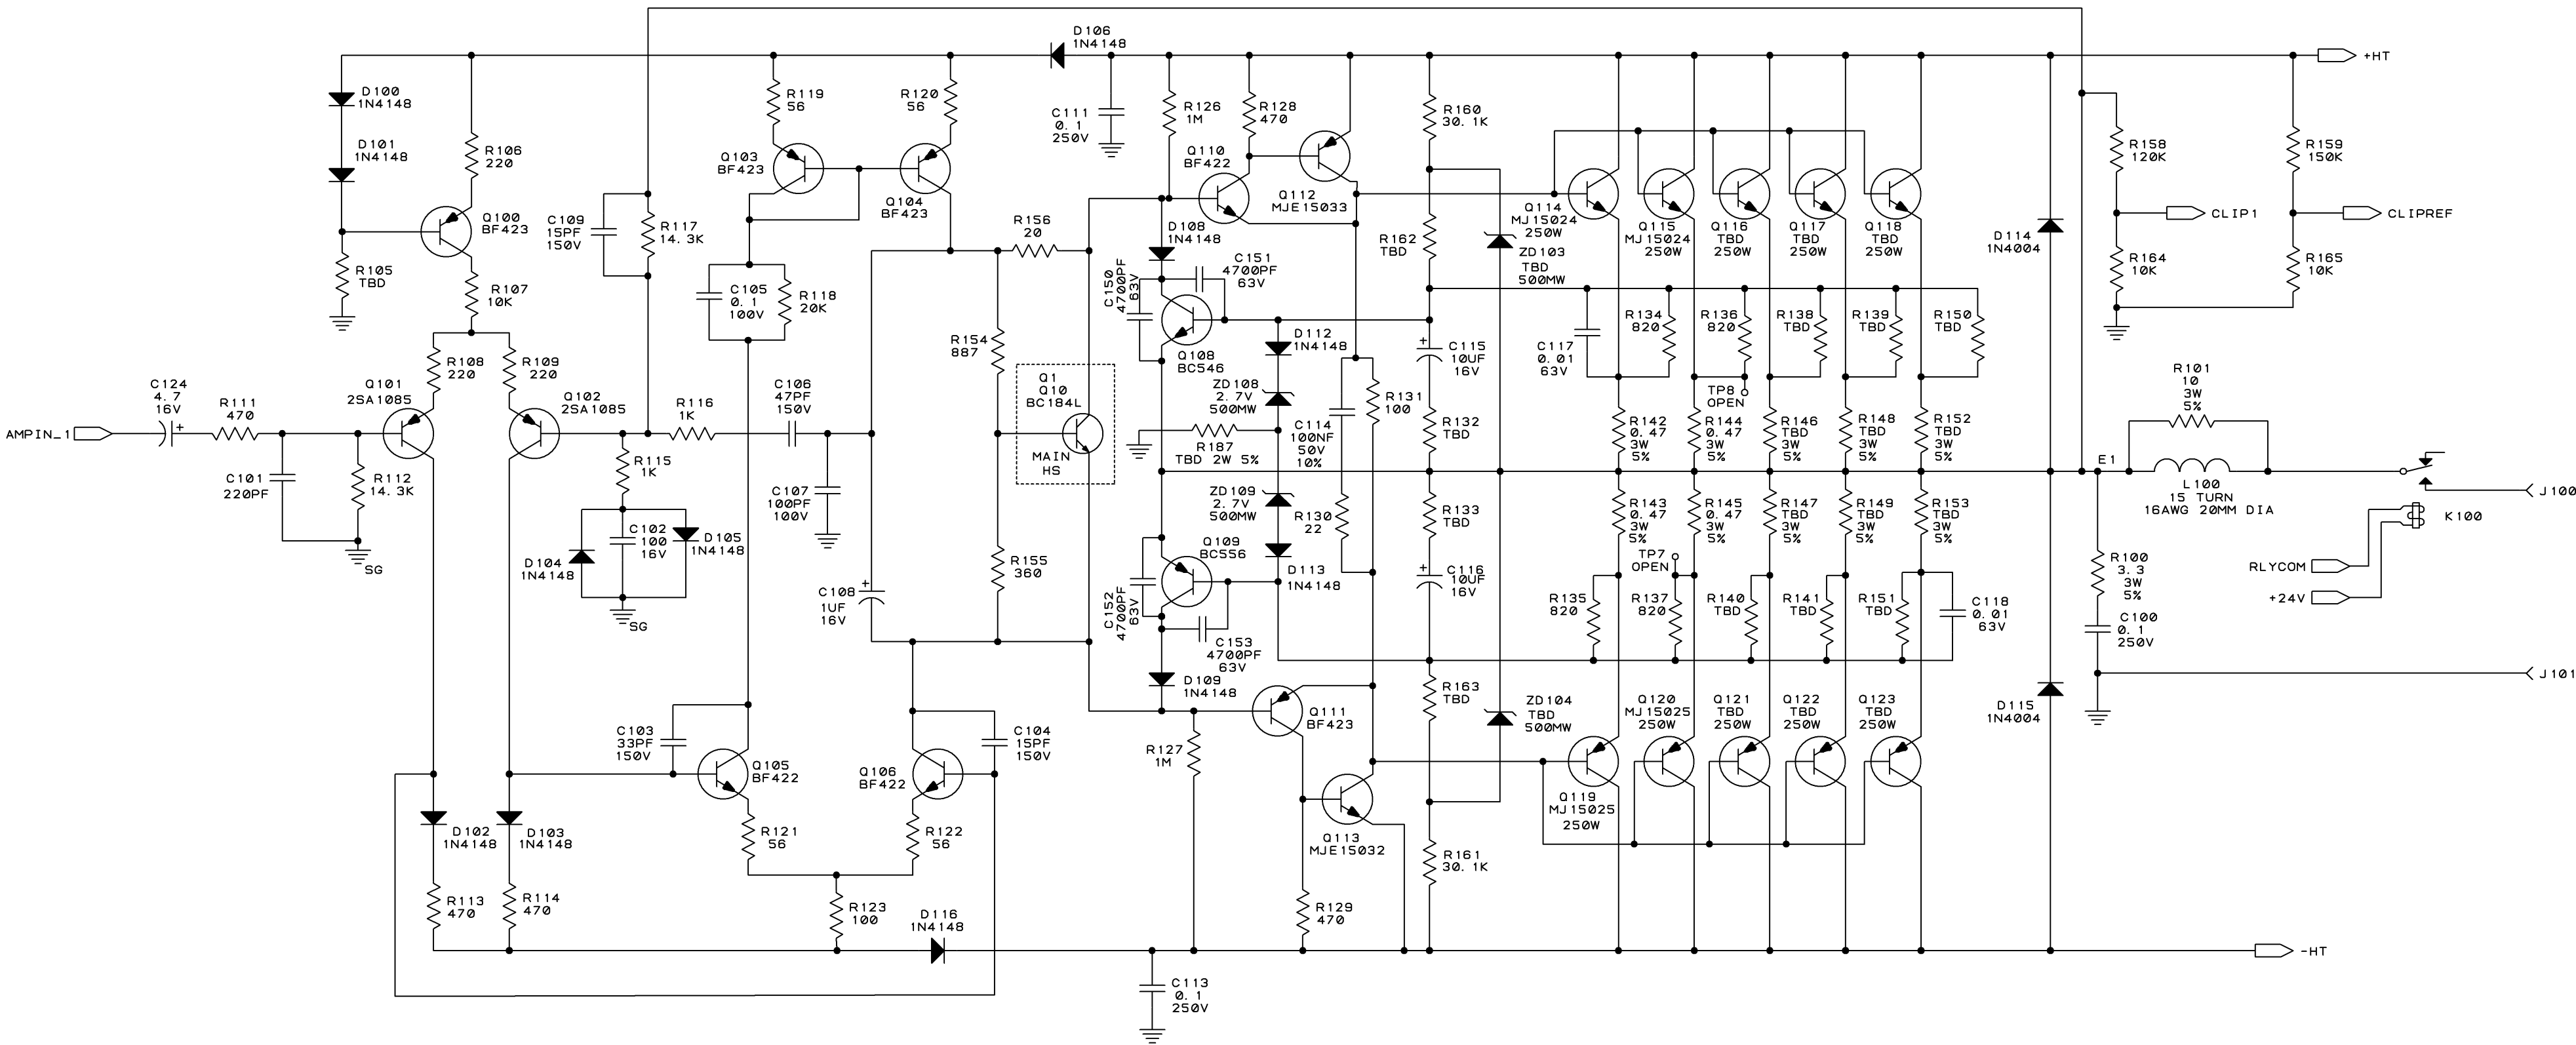 D106
1N4148
+HT
D100
1N4148
D101
1N4148
R106
220
Q100
BF423
R105
TBD
R107
10K
R108
220
R109
220
C109
15PF
150V
R117
14.3K
R119
56
R120
56
Q103
BF423
Q104
BF423
C111
0.1
250V
R126
1M
R128
470
Q110
BF422
Q112
MJE15033
R160
30.1K
R162
TBD
ZD103
TBD
500MW
Q114
MJ15024
250W
Q115
MJ15024
250W
Q116
TBD
250W
Q117
TBD
250W
Q118
TBD
250W
D114
1N4004
R158
120K
CLIP1
R164
10K
R159
150K
CLIPREF
R165
10K
R156
20
D108
1N4148
C151
4700PF
63V
C150
4700PF
63V
C105
0.1
100V
R118
20K
R154
887
Q108
BC546
D112
1N4148
ZD108
2.7V
500MW
C115
10UF
16V
C117
0.01
63V
R134
820
R136
820
R138
TBD
R139
TBD
R150
TBD
TP8
OPEN
AMPIN_1
C124
4.7
16V
R111
470
Q101
2SA1085
Q102
2SA1085
R116
1K
C106
47PF
150V
Q1
Q10
BC184L
MAIN
HS
R187
TBD 2W 5%
C114
100NF
50V
10%
R131
100
R132
TBD
R142
0.47
3W
5%
R144
0.47
3W
5%
R146
TBD
3W
5%
R148
TBD
3W
5%
R152
TBD
3W
5%
R101
10
3W
5%
E1
L100
15 TURN
16AWG 20MM DIA
J100
K100
C101
220PF
R112
14.3K
SG
R115
1K
C102
100
16V
D104
1N4148
D105
1N4148
SG
C107
100PF
100V
C108
1UF
16V
R155
360
ZD109
2.7V
500MW
Q109
BC556
D113
1N4148
R130
22
R133
TBD
C116
10UF
16V
R143
0.47
3W
5%
R145
0.47
3W
5%
R147
TBD
3W
5%
R149
TBD
3W
5%
R153
TBD
3W
5%
TP7
OPEN
R135
820
R137
820
R140
TBD
R141
TBD
R151
TBD
C118
0.01
63V
R100
3.3
3W
5%
C100
0.1
250V
RLYCOM
+24V
J101
C152
4700PF
63V
C153
4700PF
63V
D109
1N4148
R163
TBD
ZD104
TBD
500MW
Q120
MJ15025
250W
Q121
TBD
250W
Q122
TBD
250W
Q123
TBD
250W
D115
1N4004
C103
33PF
150V
Q105
BF422
Q106
BF422
C104
15PF
150V
R127
1M
Q111
BF423
Q113
MJE15032
Q119
MJ15025
250W
R161
30.1K
D102
1N4148
D103
1N4148
R121
56
R122
56
R113
470
R114
470
R123
100
D116
1N4148
R129
470
-HT
C113
0.1
250V